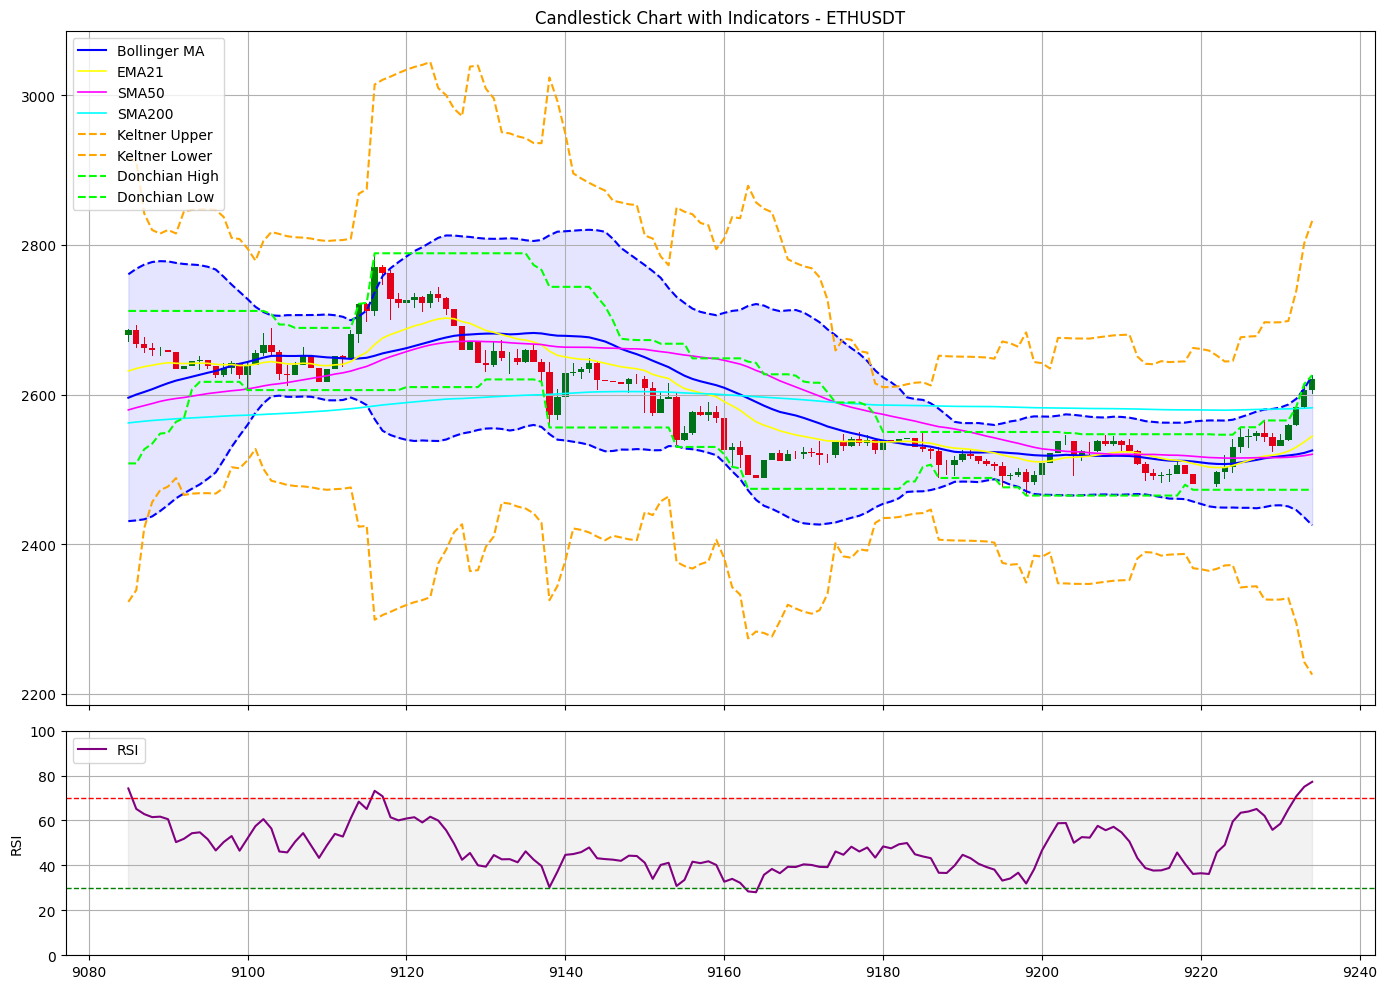 Candlestick Chart with Indicators - ETHUSDT
Bollinger MA
EMA21
SMA50
SMA200
Keltner Upper
Keltner Lower
Donchian High
Donchian Low
3000
2800
2600
2400
2200
RSI
100
80
60
40
20
0
RSI
9080 9100 9120 9140 9160 9180 9200 9220 9240